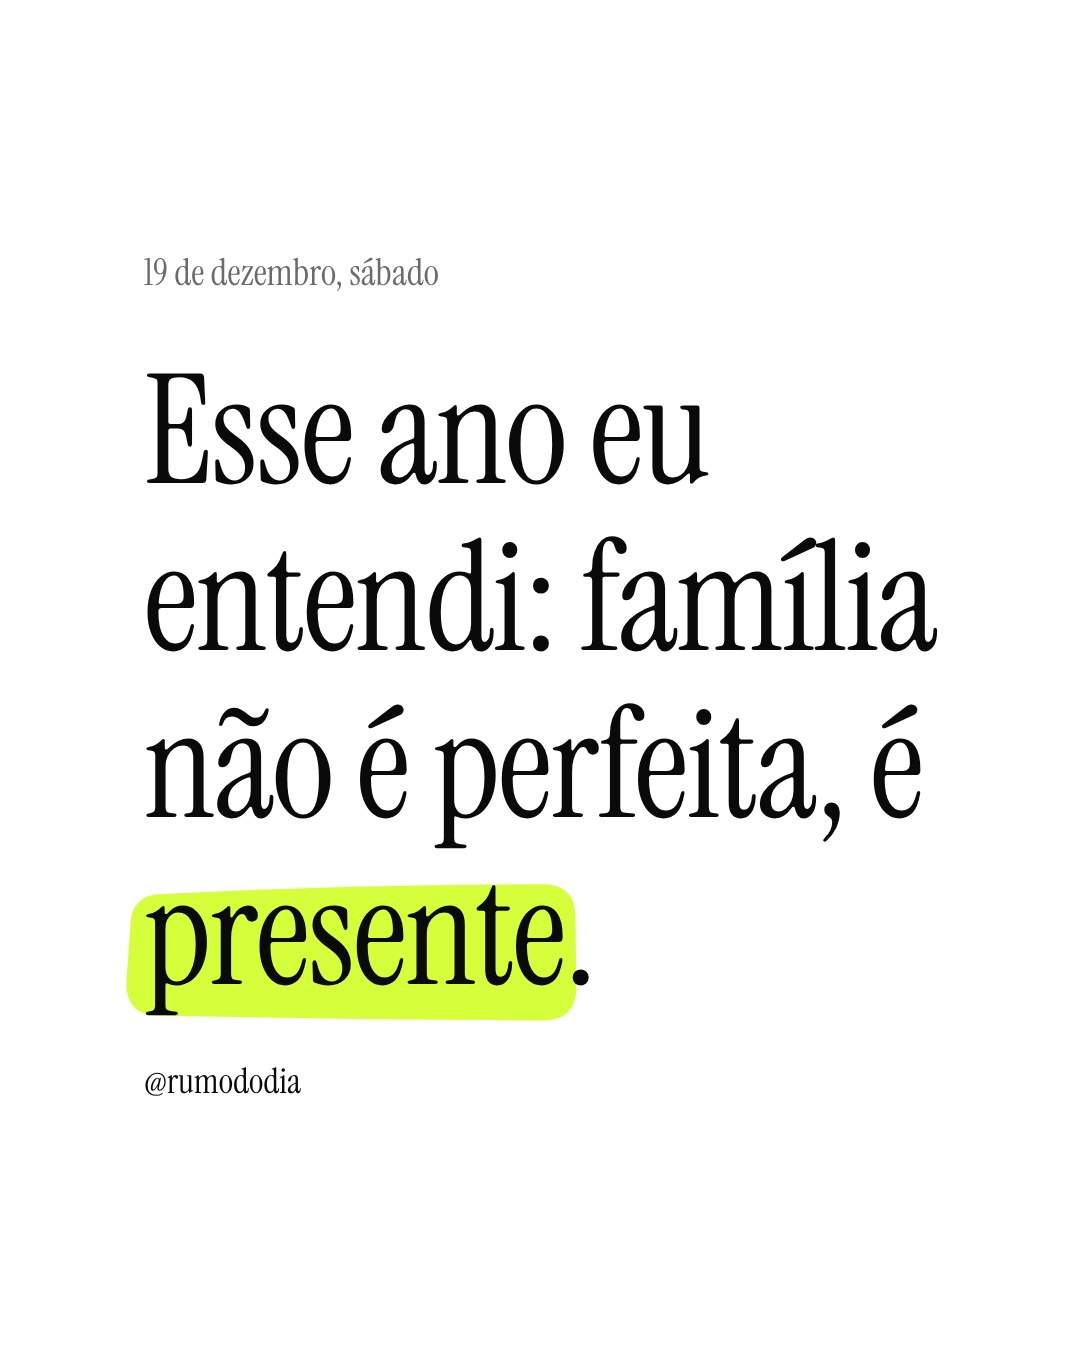 19 de dezembro, sábado
Esse ano eu
entendi: família
não é perfeita, é
presente.
@rumododia